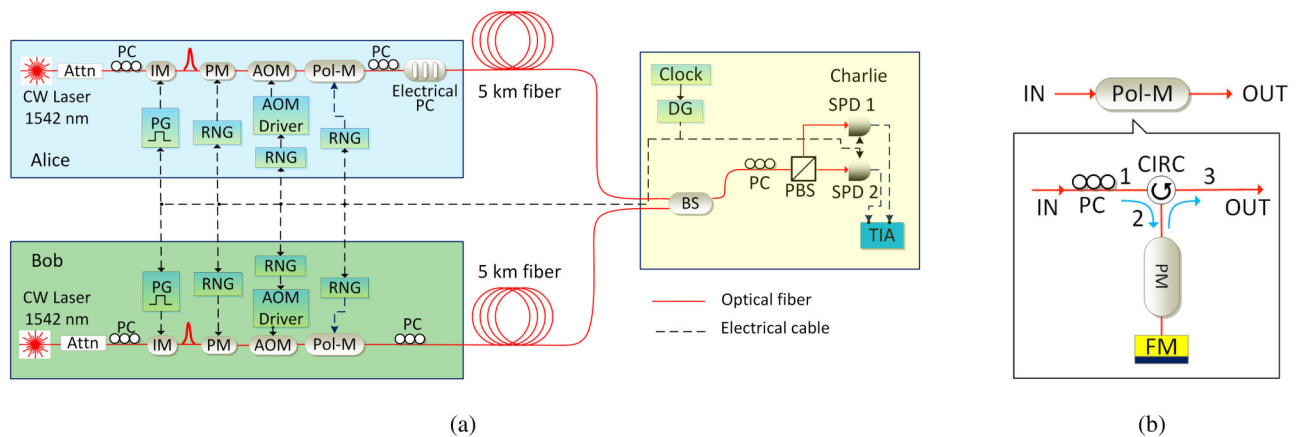 PC
PC
Attn
IM
PM
AOM
Pol-M
Electrical
PC
CW Laser
1542 nm
PG
RNG
AOM
Driver
RNG
RNG
Alice
5 km fiber
Clock
DG
Charlie
SPD 1
PC
PBS
SPD 2
TIA
BS
Bob
PG
RNG
RNG
AOM
Driver
RNG
5 km fiber
CW Laser
1542 nm
PC
PC
Attn
IM
PM
AOM
Pol-M
Optical fiber
Electrical cable
(a)
IN
Pol-M
OUT
CIRC
1
3
IN
PC
2
OUT
PM
FM
(b)